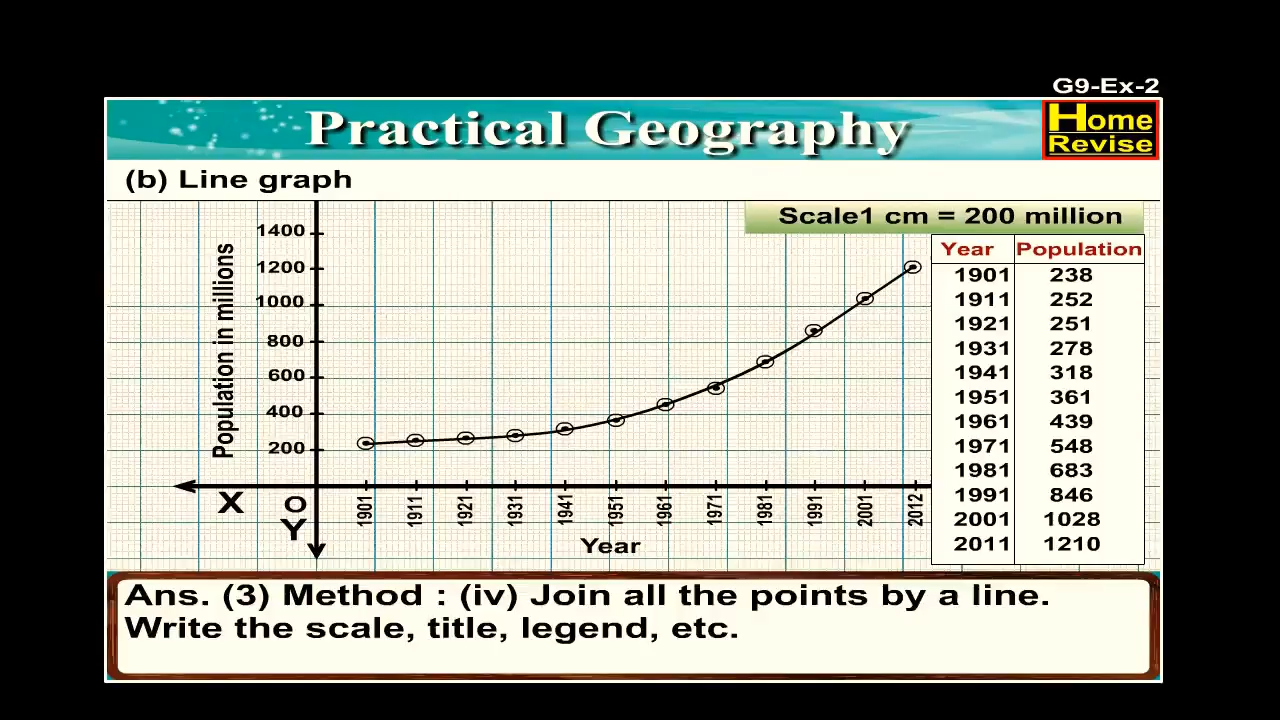 G9-Ex-2
Practical Geography
Home
Revise
(b) Line graph
Scale1 cm = 200 million
Population in millions
1400
1200
1000
800
600
400
200
X
O
Y
1901 1911 1921 1931 1941 1951 1961 1971 1981 1991 2001 2012
Year
Year Population
1901 238
1911 252
1921 251
1931 278
1941 318
1951 361
1961 439
1971 548
1981 683
1991 846
2001 1028
2011 1210
Ans. (3) Method : (iv) Join all the points by a line.
Write the scale, title, legend, etc.